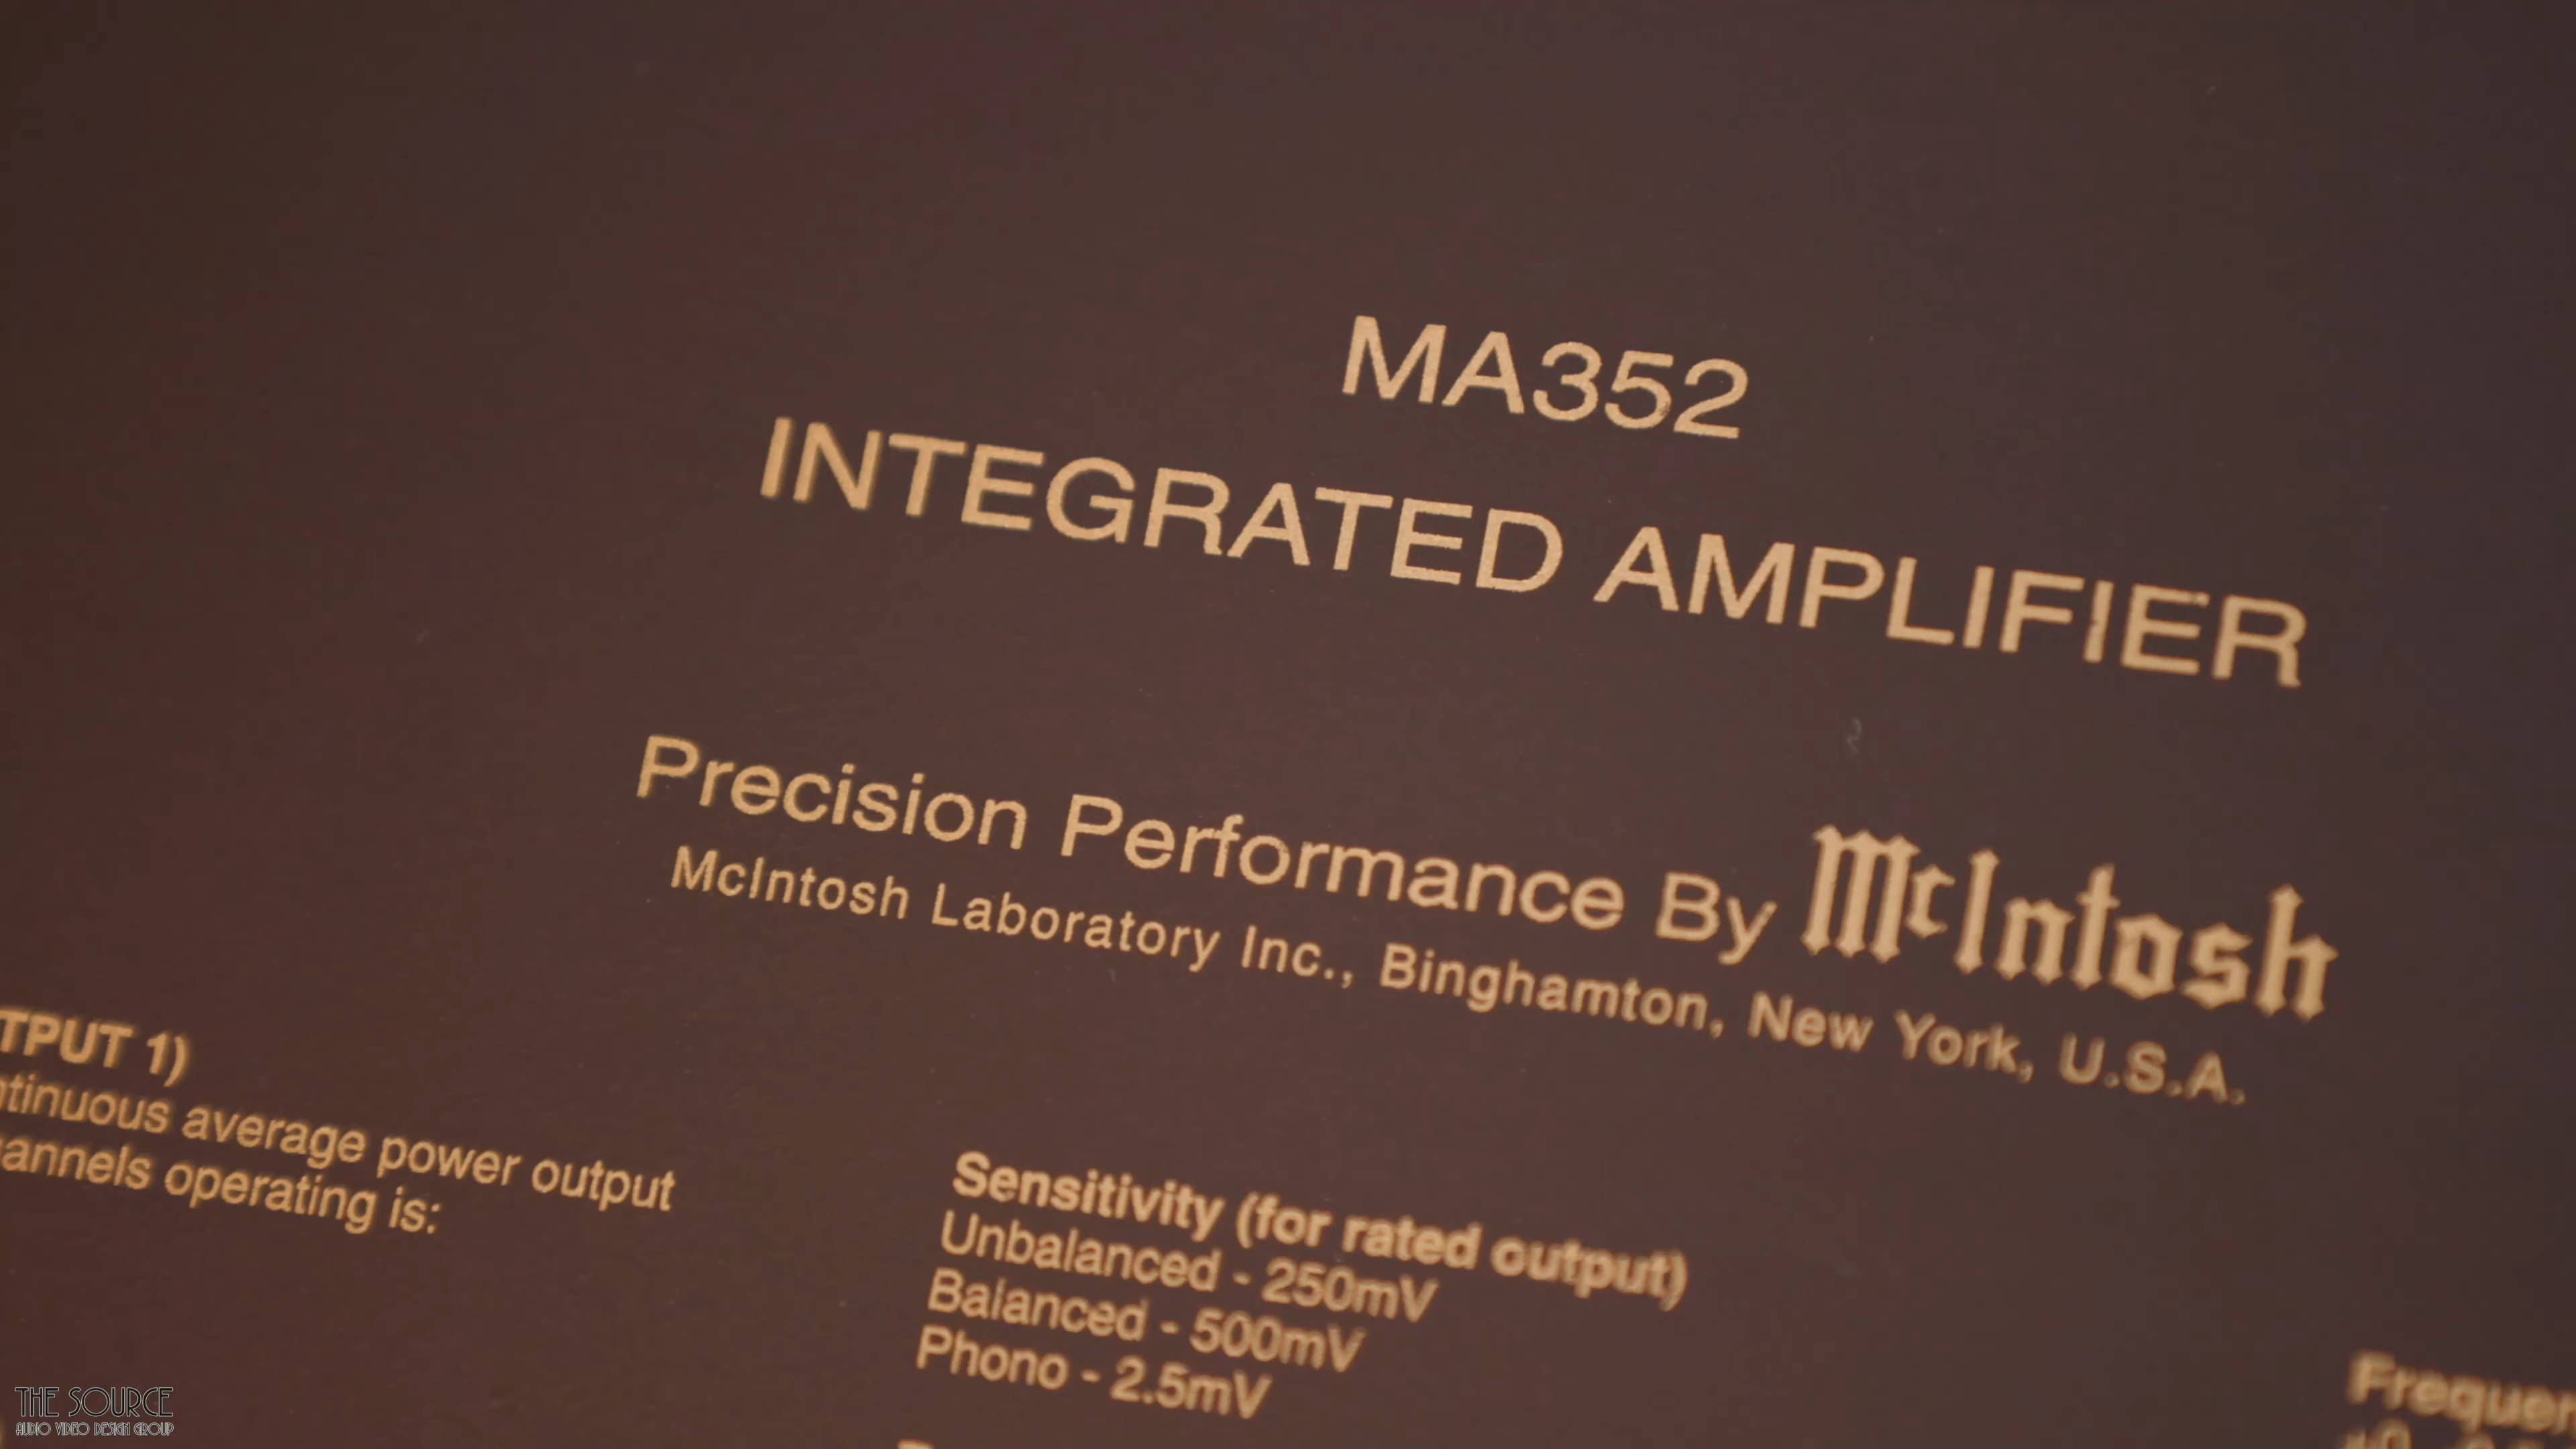 MA352
INTEGRATED AMPLIFIER
Precision Performance By McIntosh
McIntosh Laboratory Inc., Binghamton, New York, U.S.A.
TPUT 1)
ntinuous average power output
annels operating is:
Sensitivity (for rated output)
Unbalanced - 250mV
Balanced - 500mV
Phono - 2.5mV
Frequen
THE SOURCE
AUDIO VIDEO DESIGN GROUP